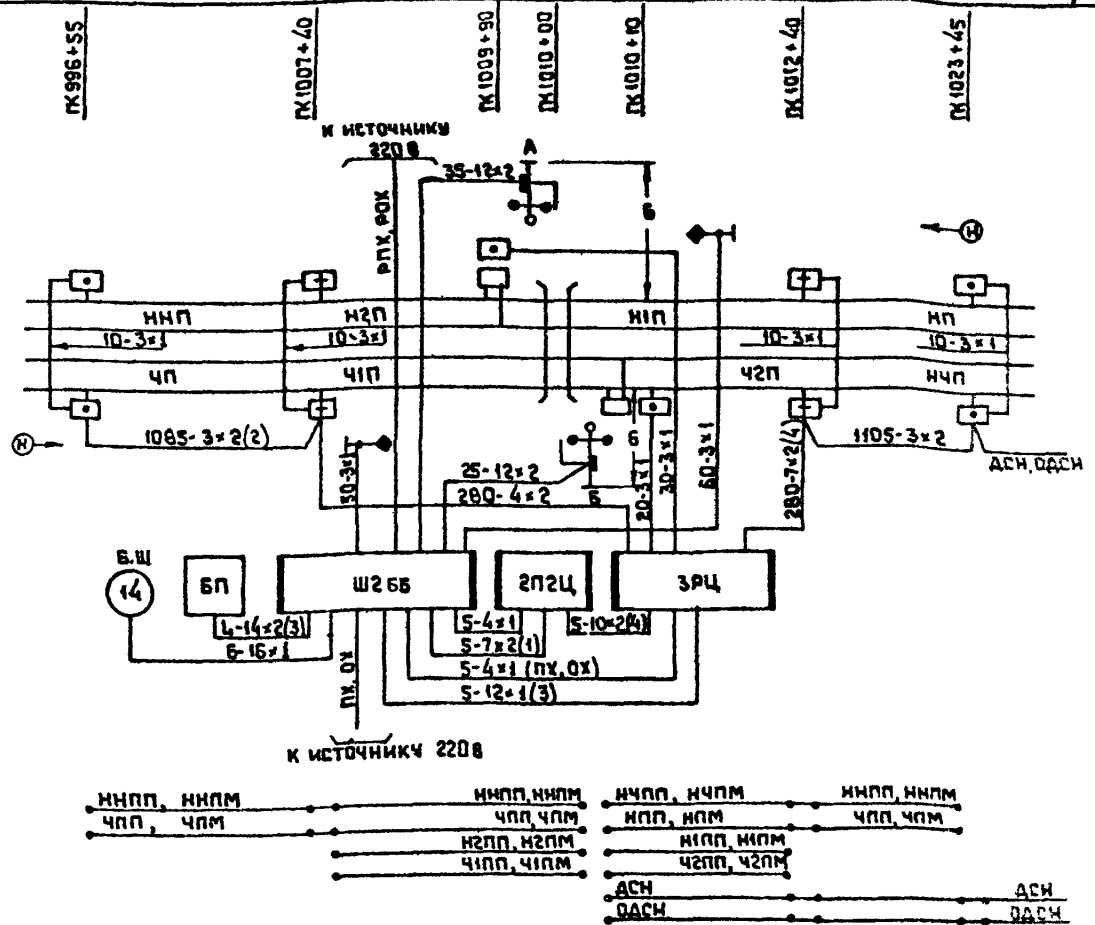 ПК996+55
ПК1007+40
ПК1009+90
ПК1010+00
ПК1010+10
ПК1012+40
ПК1023+45
К ИСТОЧНИКУ
220В
35-12×2
А
Б
РПХ, РОХ
Н
ННП
Н2П
Н1П
НП
10-3×1
10-3×1
10-3×1
10-3×1
ЧП
Ч1П
Ч2П
НЧП
Н
1085-3×2(2)
50-3×1
25-12×2
280-4×2
Б
Б
20-3×1
30-3×1
60-3×1
280-7×2(4)
1105-3×2
ДСН, ОДСН
Б.Щ
14
БП
Ш2ББ
2П2Ц
3РЦ
4-14×2(3)
6-16×1
5-4×1
5-10×2(4)
5-7×2(1)
5-4×1 (ПХ, ОХ)
5-12×1(3)
ПХ, ОХ
К ИСТОЧНИКУ 220В
ННПП, ННПМ
ННПП, ННПМ
НЧПП, НЧПМ
ННПП, ННПМ
ЧПП, ЧПМ
ЧПП, ЧПМ
НПП, НПМ
ЧПП, ЧПМ
Н2ПП, Н2ПМ
Н1ПП, Н1ПМ
Ч1ПП, Ч1ПМ
Ч2ПП, Ч2ПМ
ДСН
ДСН
ОДСН
ОДСН